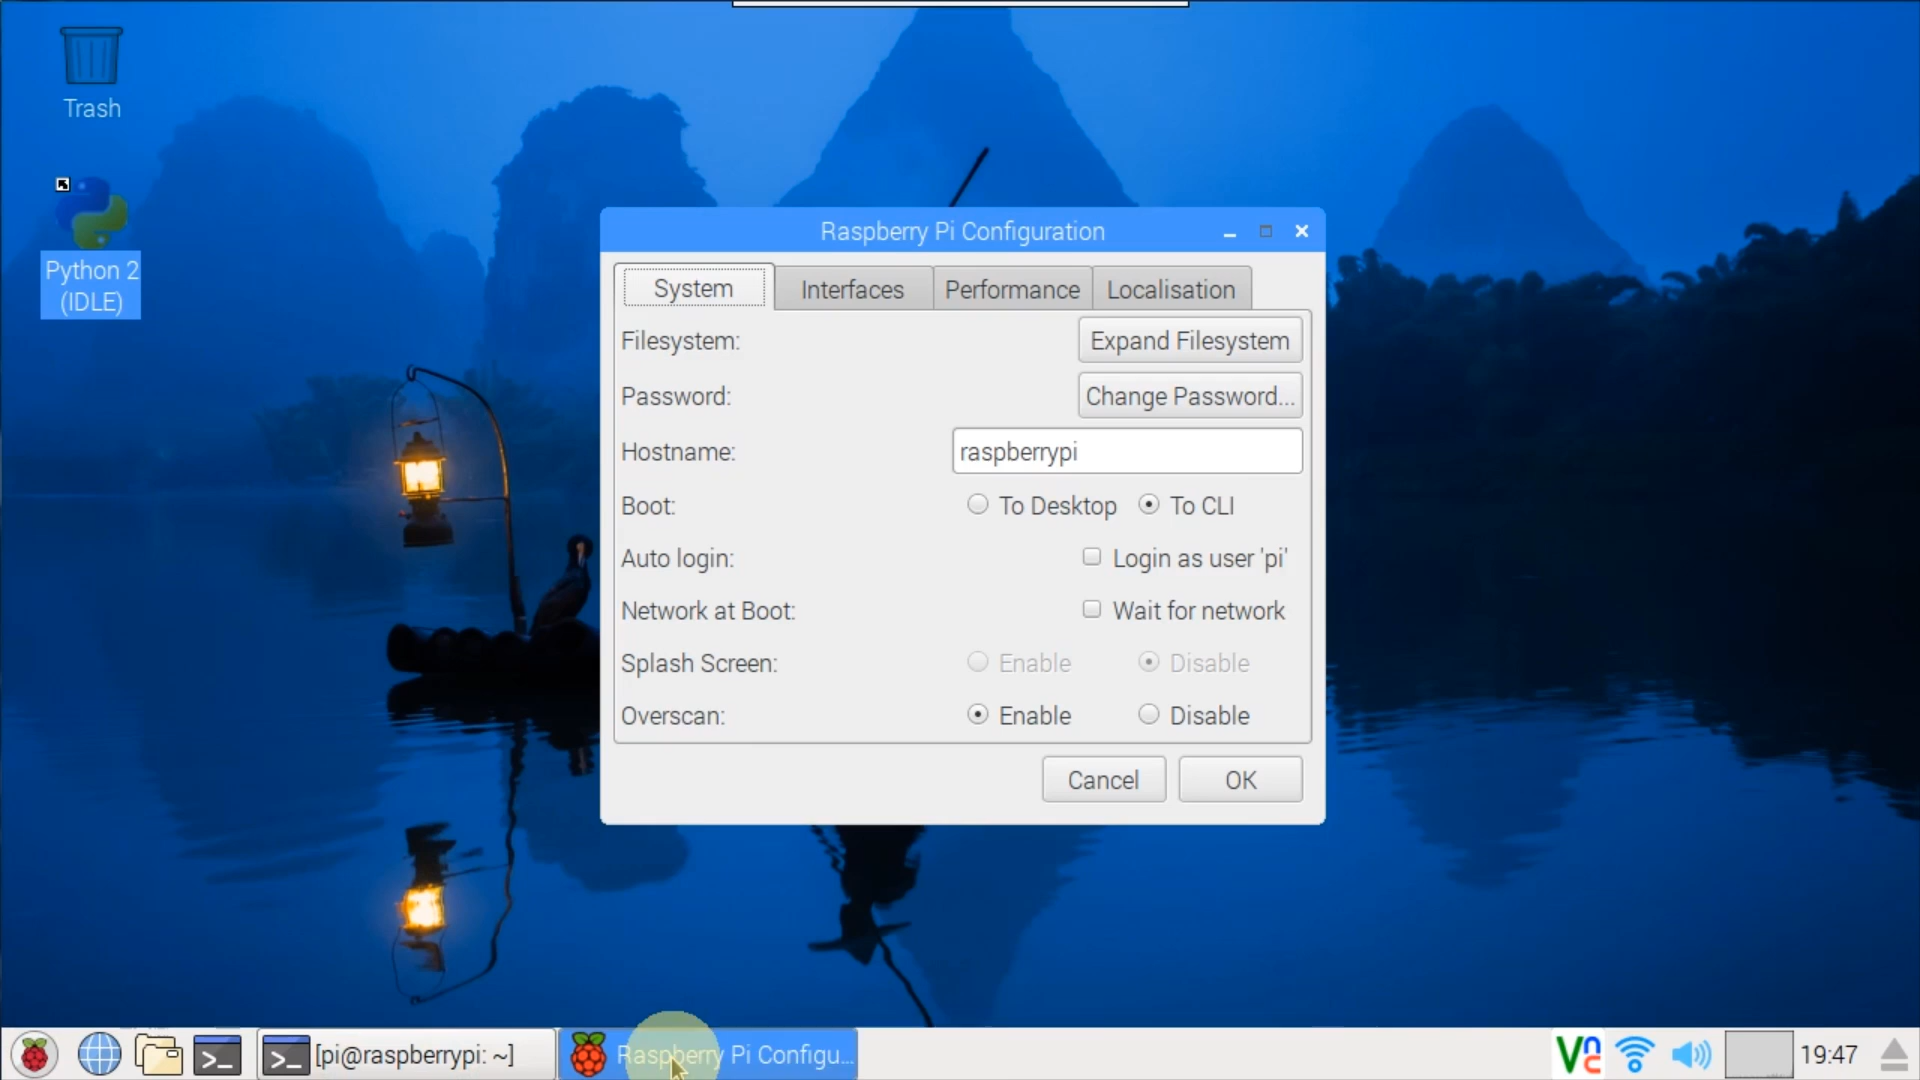 Trash
Python 2
(IDLE)
Raspberry Pi Configuration
System
Interfaces
Performance
Localisation
Filesystem:
Expand Filesystem
Password:
Change Password...
Hostname:
raspberrypi
Boot:
To Desktop
To CLI
Auto login:
Login as user 'pi'
Network at Boot:
Wait for network
Splash Screen:
Enable
Disable
Overscan:
Enable
Disable
Cancel
OK
[pi@raspberrypi: ~]
Raspberry Pi Configu...
19:47